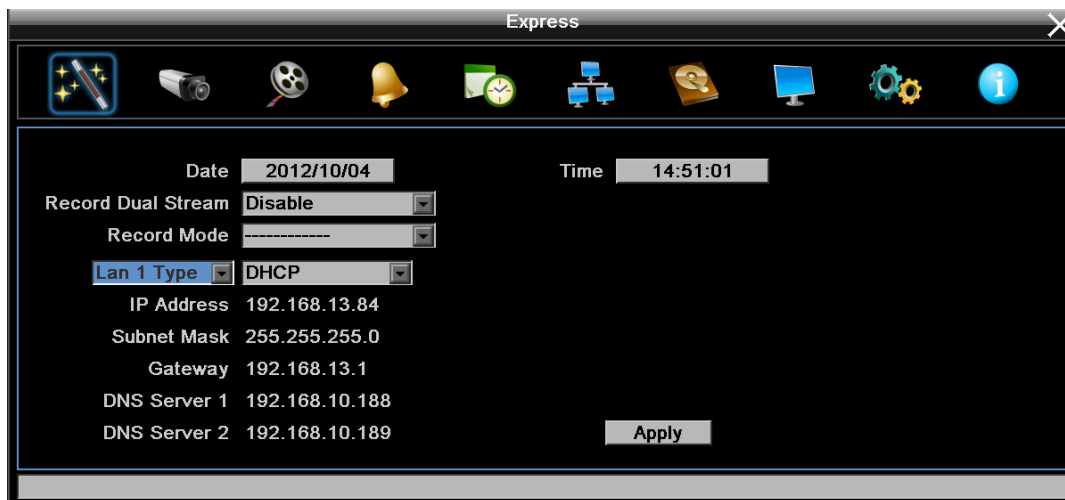 Express
Date 2012/10/04 Time 14:51:01
Record Dual Stream Disable
Record Mode ------------
Lan 1 Type DHCP
IP Address 192.168.13.84
Subnet Mask 255.255.255.0
Gateway 192.168.13.1
DNS Server 1 192.168.10.188
DNS Server 2 192.168.10.189 Apply